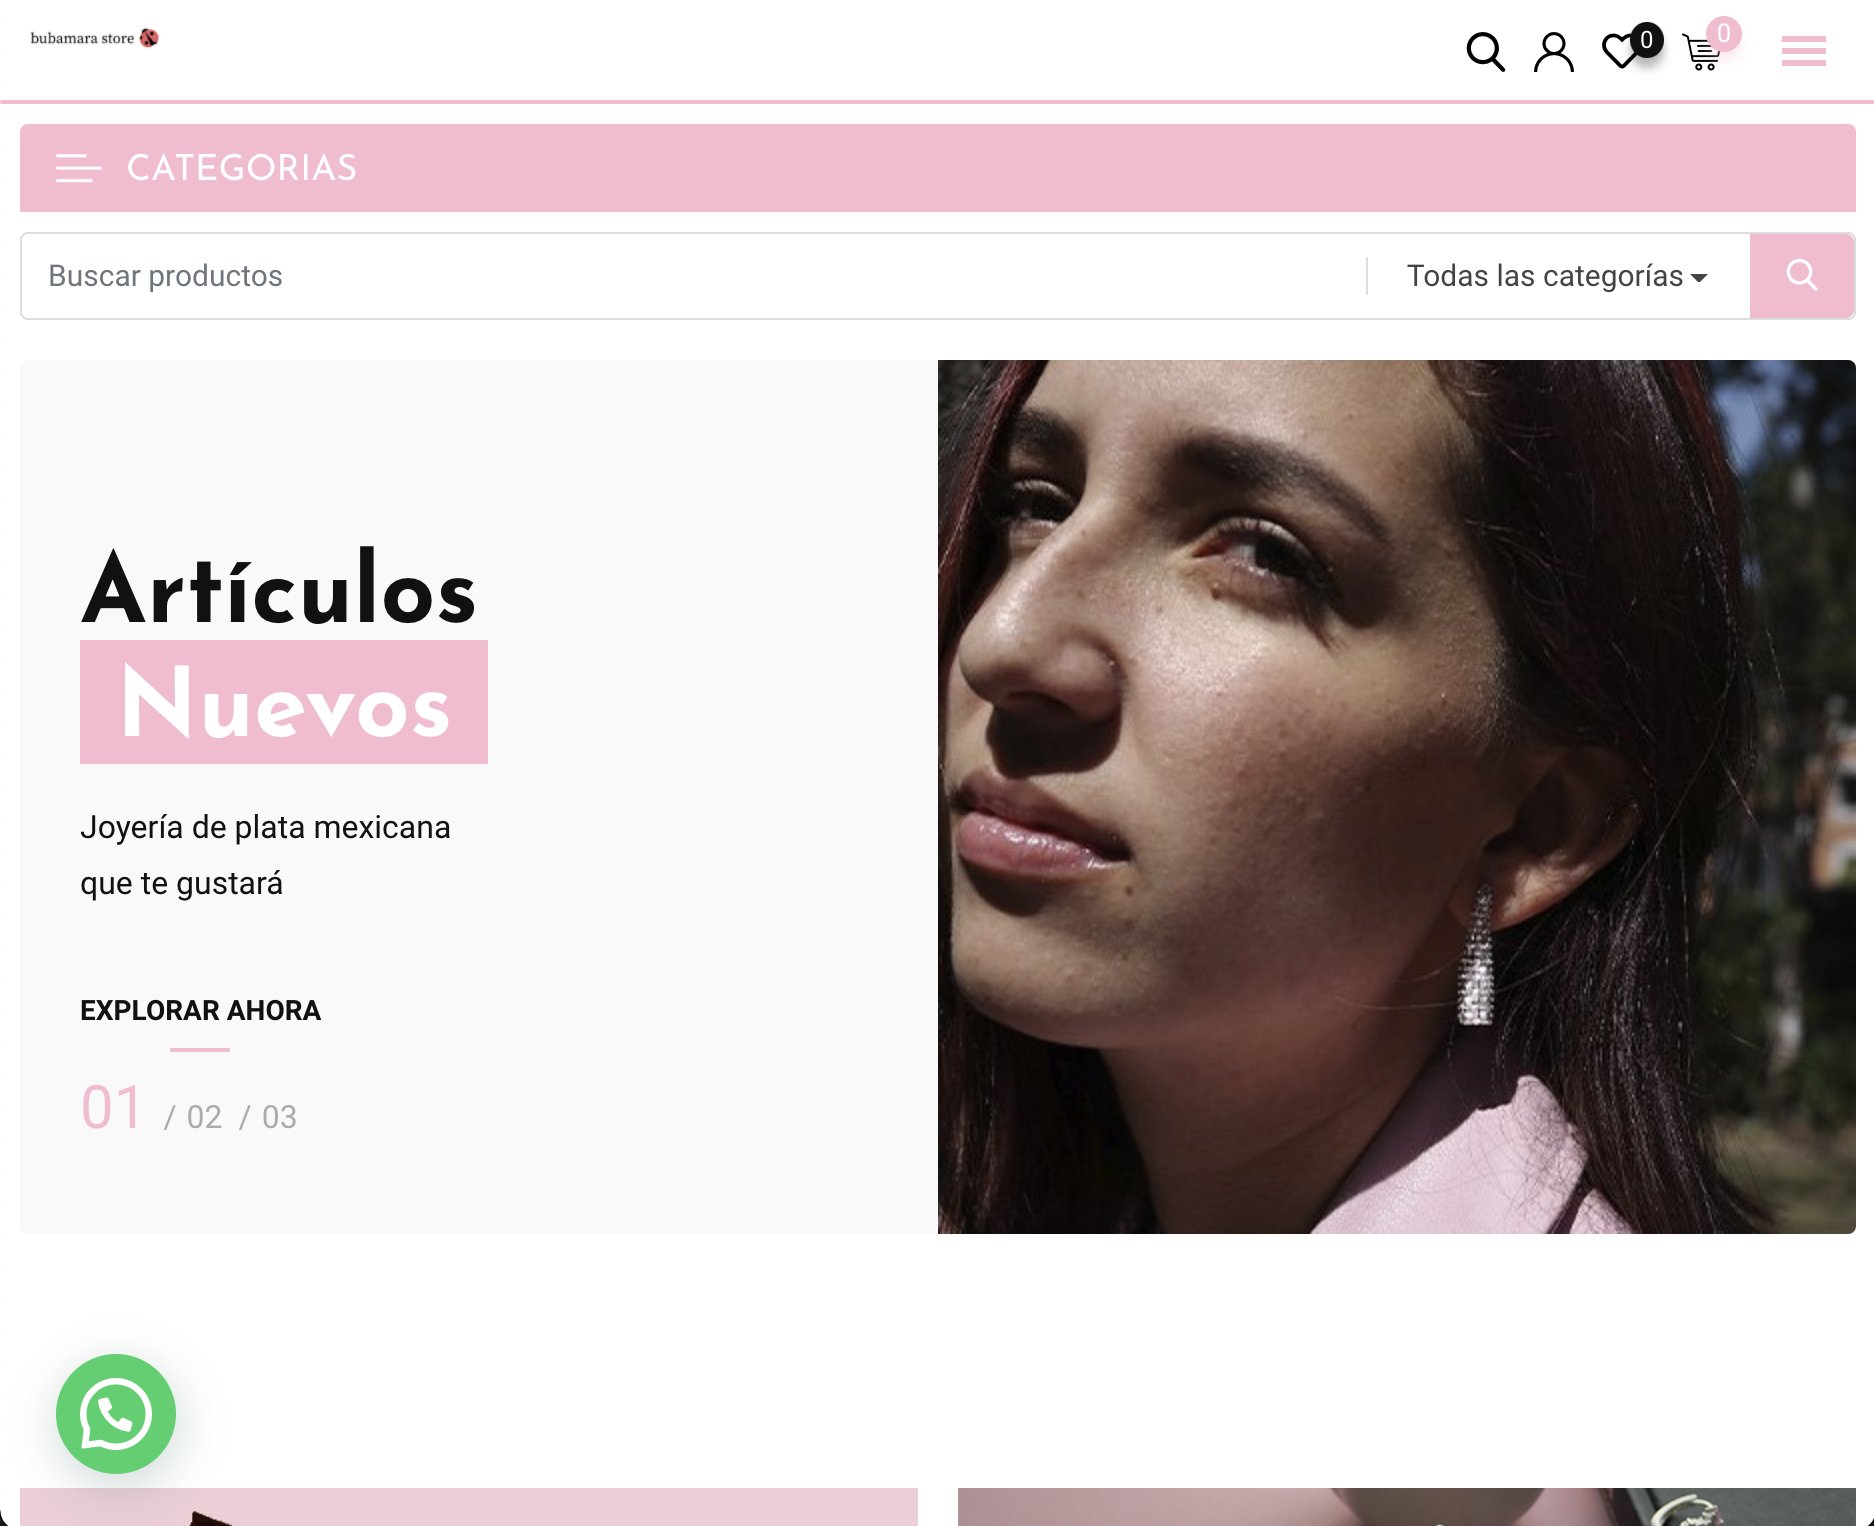 bubamara store
0
0
CATEGORIAS
Buscar productos
Todas las categorías
Artículos
Nuevos
Joyería de plata mexicana
que te gustará
EXPLORAR AHORA
01 / 02 / 03